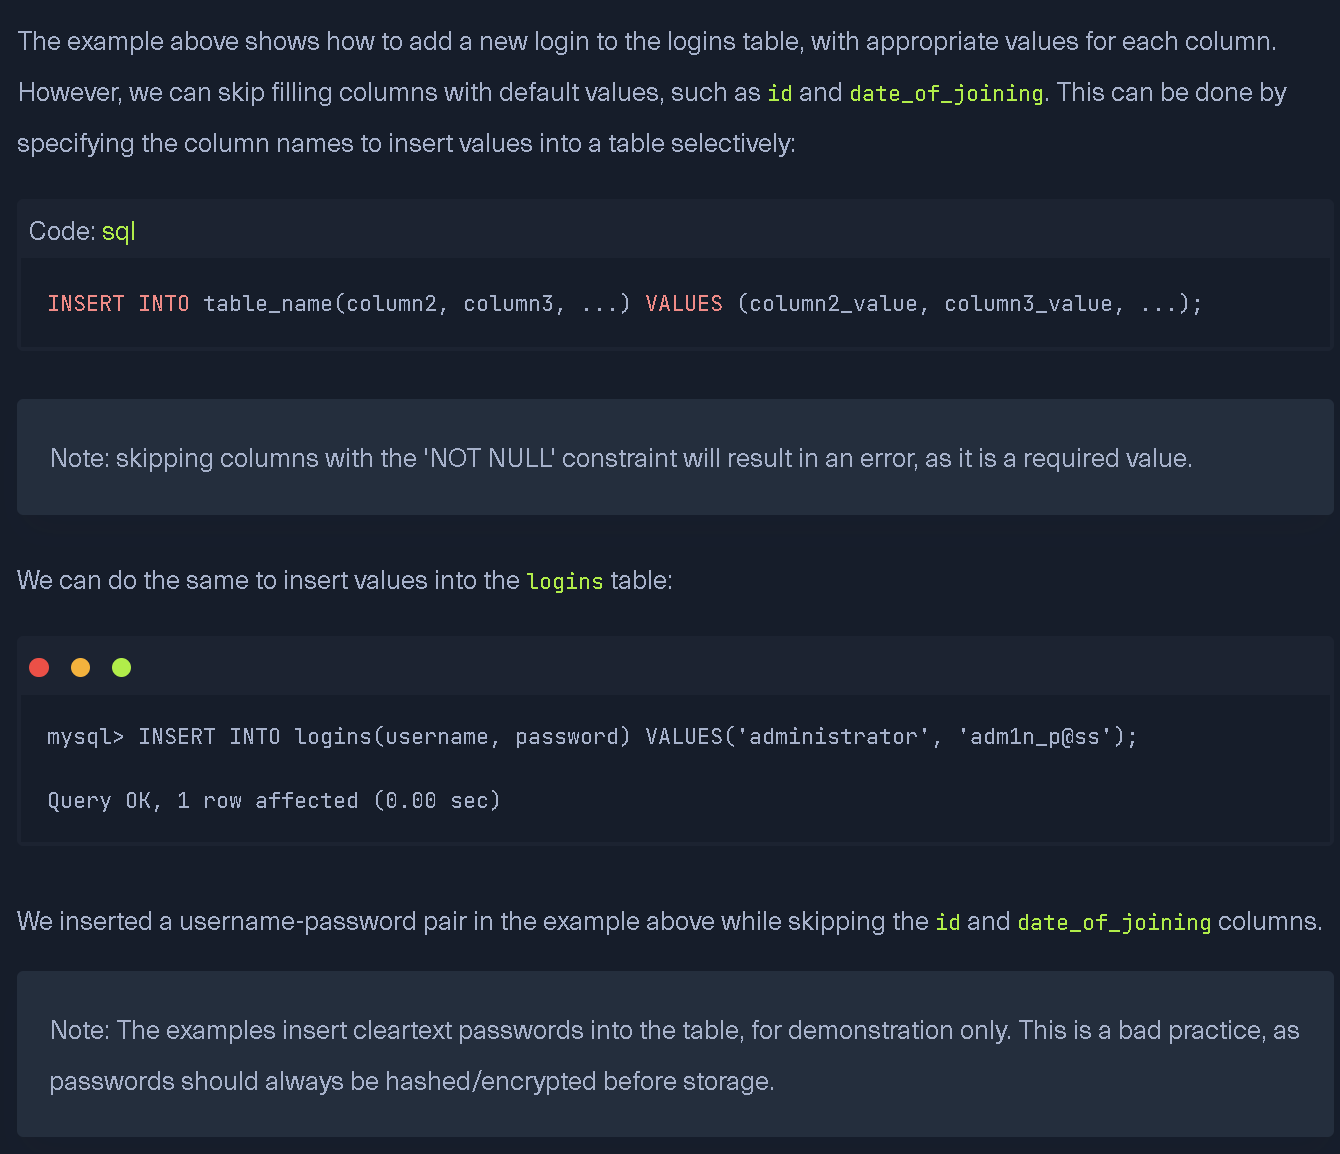 The example above shows how to add a new login to the logins table, with appropriate values for each column.
However, we can skip filling columns with default values, such as id and date_of_joining. This can be done by
specifying the column names to insert values into a table selectively:
Code: sql
INSERT INTO table_name(column2, column3, ...) VALUES (column2_value, column3_value, ...);
Note: skipping columns with the 'NOT NULL' constraint will result in an error, as it is a required value.
We can do the same to insert values into the logins table:
mysql> INSERT INTO logins(username, password) VALUES('administrator', 'adm1n_p@ss');
Query OK, 1 row affected (0.00 sec)
We inserted a username-password pair in the example above while skipping the id and date_of_joining columns.
Note: The examples insert cleartext passwords into the table, for demonstration only. This is a bad practice, as
passwords should always be hashed/encrypted before storage.